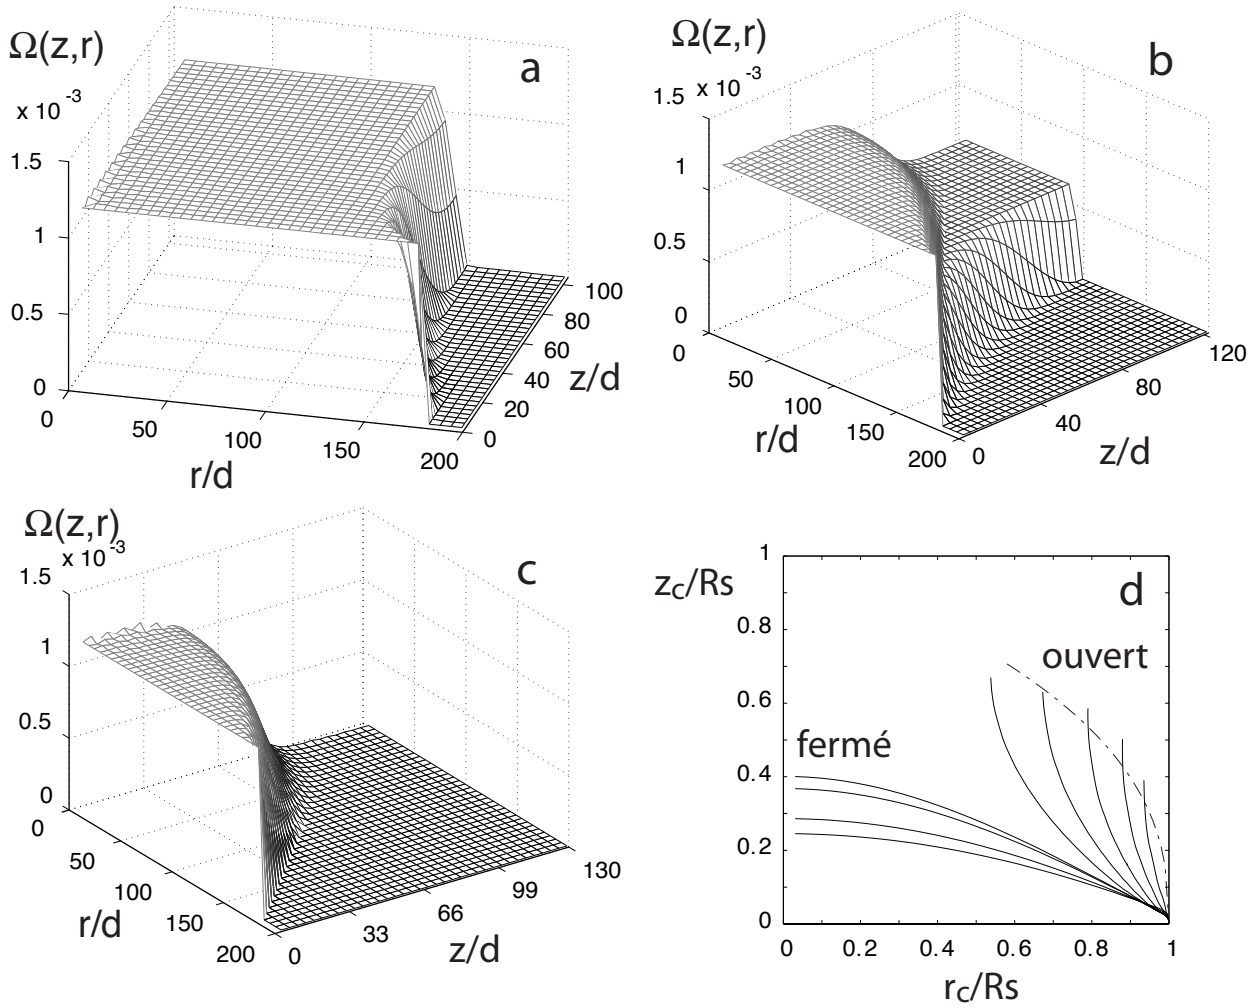 Ω(z,r)
a
x 10 -3
1.5
1
0.5
0
0
50
100
150
200
r/d
0
20
40
60
80
100
z/d
Ω(z,r)
b
1.5 x 10 -3
1
0.5
0
0
50
100
150
200
r/d
0
40
80
120
z/d
Ω(z,r)
c
x 10 -3
1.5
1
0.5
0
0
50
100
150
200
r/d
0
33
66
99
130
z/d
d
zc/Rs
1
0.8
0.6
0.4
0.2
0
ouvert
fermé
0 0.2 0.4 0.6 0.8 1
rc/Rs